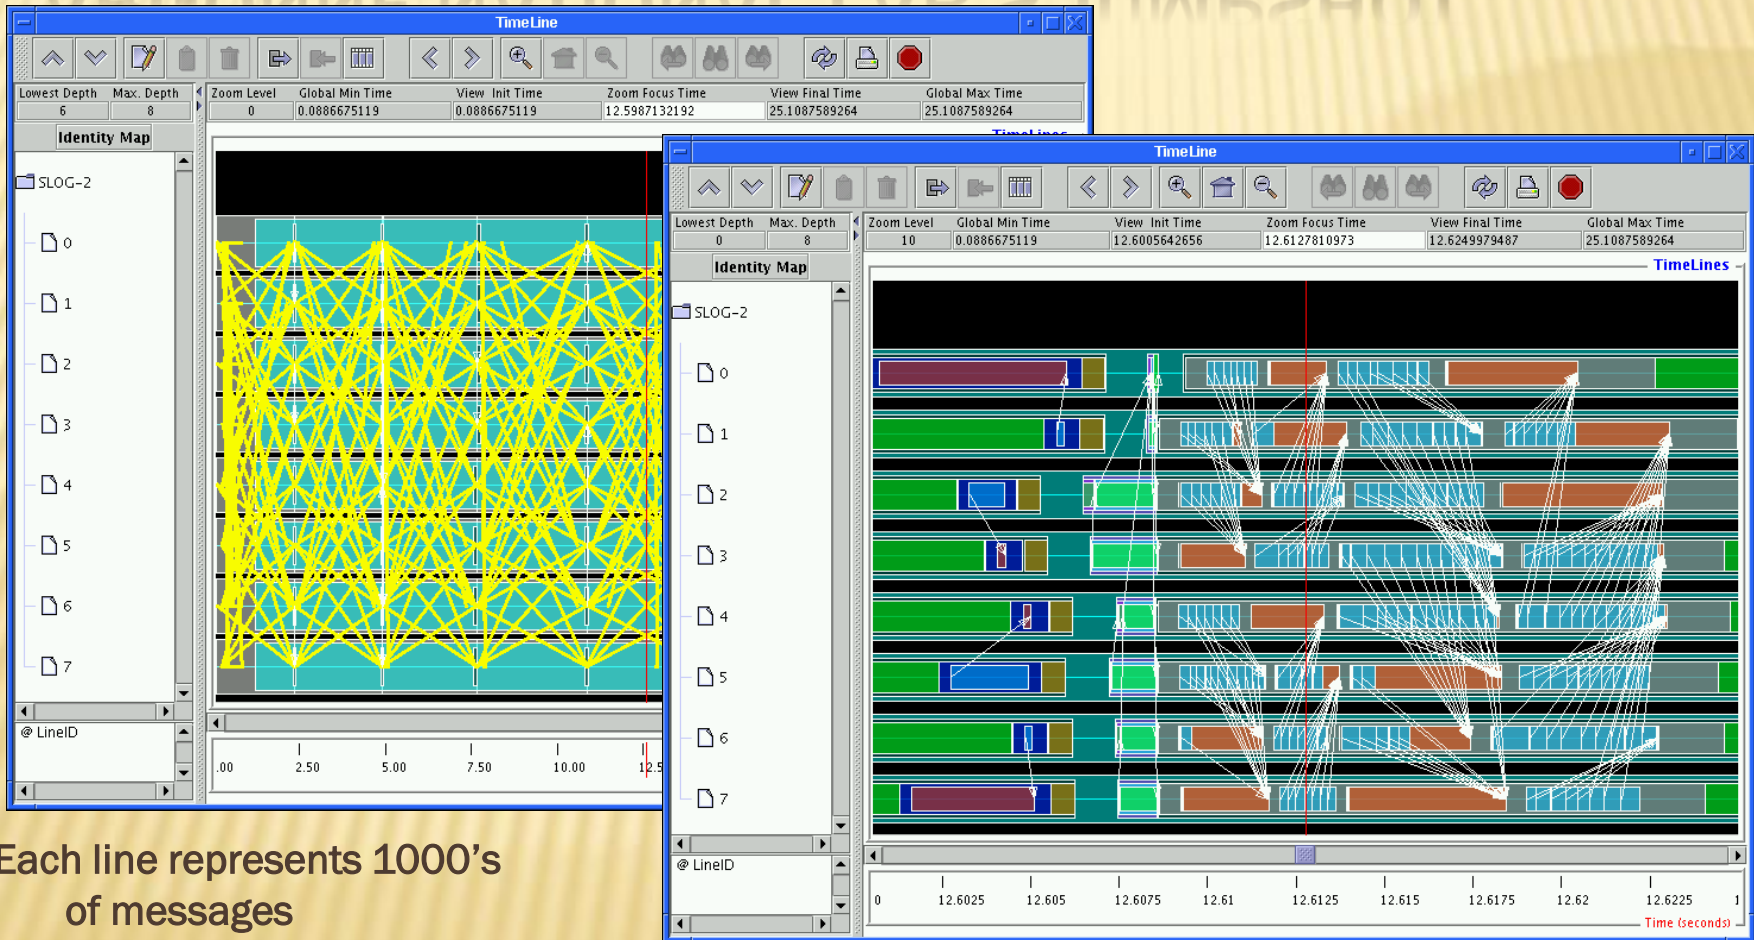 TimeLine
Lowest Depth Max. Depth Zoom Level Global Min Time View Init Time Zoom Focus Time View Final Time Global Max Time
6 8 0 0.0886675119 0.0886675119 12.5987132192 25.1087589264 25.1087589264
Identity Map
TimeLines
SLOG-2
0
1
2
3
4
5
6
7
@ LineID
.00 2.50 5.00 7.50 10.00 12.5
TimeLine
Lowest Depth Max. Depth Zoom Level Global Min Time View Init Time Zoom Focus Time View Final Time Global Max Time
0 8 10 0.0886675119 12.6005642656 12.6127810973 12.6249979487 25.1087589264
Identity Map
TimeLines
SLOG-2
0
1
2
3
4
5
6
7
@ LineID
0 12.6025 12.605 12.6075 12.61 12.6125 12.615 12.6175 12.62 12.6225 1
Time (seconds)
Each line represents 1000's
of messages